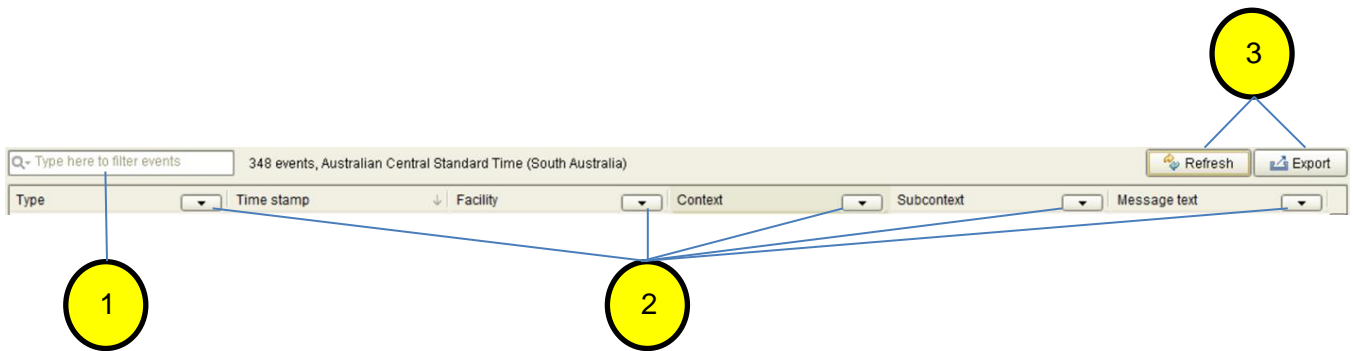 3
Type here to filter events 348 events, Australian Central Standard Time (South Australia) Refresh Export
Type Time stamp Facility Context Subcontext Message text
1 2